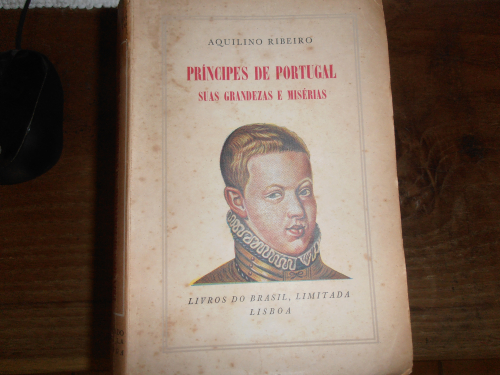 AQUILINO RIBEIRO
PRÍNCIPES DE PORTUGAL
SUAS GRANDEZAS E MISÉRIAS
LIVROS DO BRASIL, LIMITADA
LISBOA